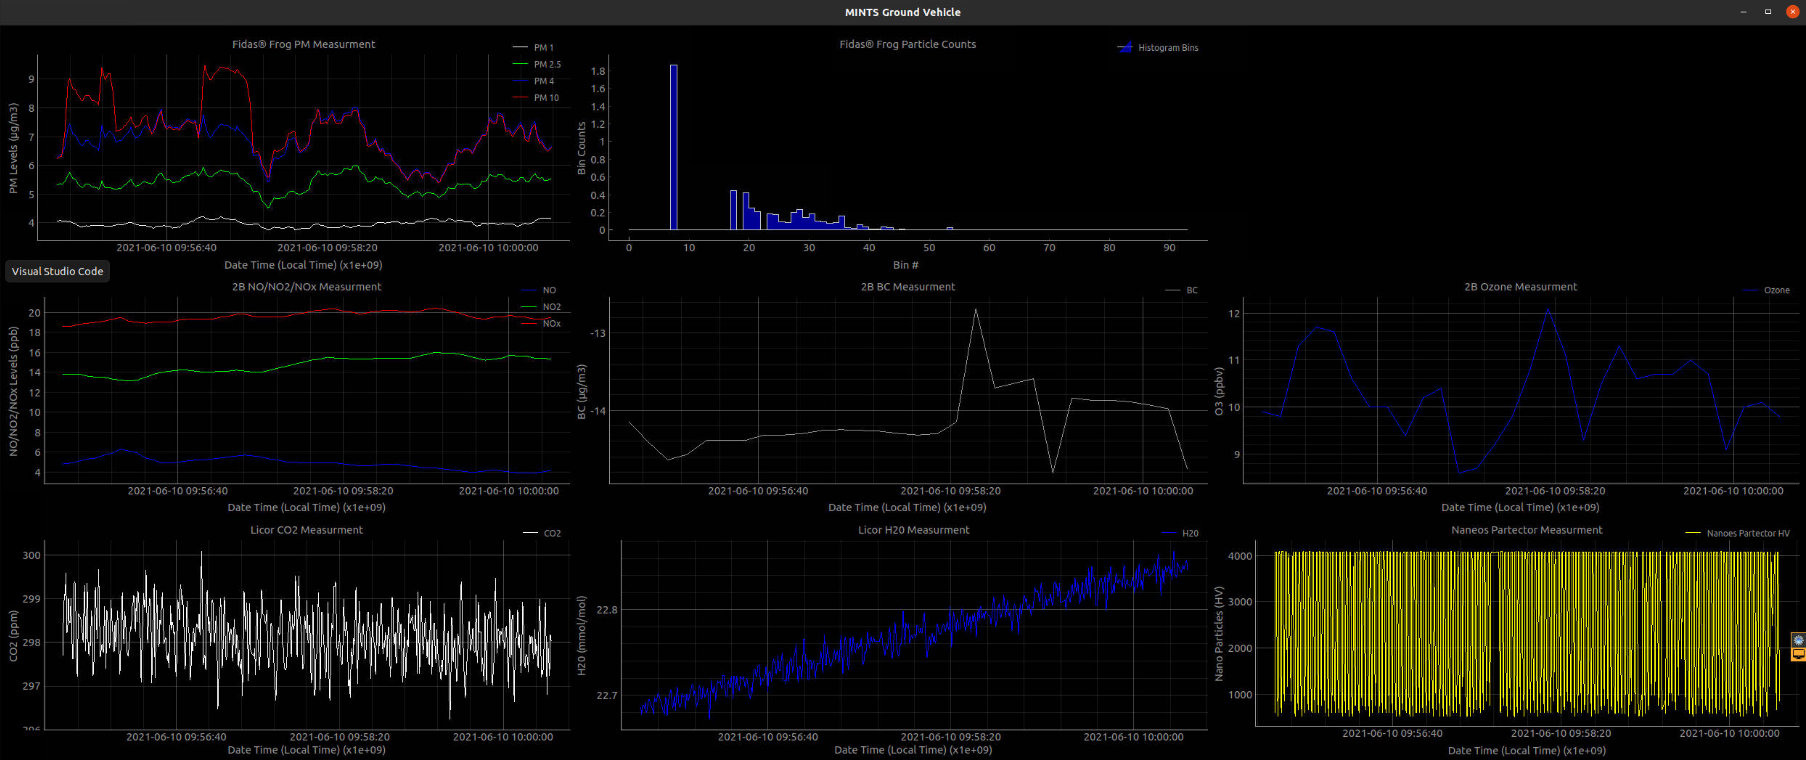 MINTS Ground Vehicle
Fidas® Frog PM Measurment
PM 1
PM 2.5
PM 4
PM 10
PM Levels (µg/m3)
9
8
7
6
5
4
2021-06-10 09:56:40
2021-06-10 09:58:20
2021-06-10 10:00:00
Date Time (Local Time) (x1e+09)
Fidas® Frog Particle Counts
Histogram Bins
Bin Counts
1.8
1.6
1.4
1.2
1
0.8
0.6
0.4
0.2
0
0
10
20
30
40
50
60
70
80
90
Bin #
Visual Studio Code
2B NO/NO2/NOx Measurment
NO
NO2
NOx
NO/NO2/NOx Levels (ppb)
20
18
16
14
12
10
8
6
4
2021-06-10 09:56:40
2021-06-10 09:58:20
2021-06-10 10:00:00
Date Time (Local Time) (x1e+09)
2B BC Measurment
BC
BC (µg/m3)
-13
-14
2021-06-10 09:56:40
2021-06-10 09:58:20
2021-06-10 10:00:00
Date Time (Local Time) (x1e+09)
2B Ozone Measurment
Ozone
O3 (ppbv)
12
11
10
9
2021-06-10 09:56:40
2021-06-10 09:58:20
2021-06-10 10:00:00
Date Time (Local Time) (x1e+09)
Licor CO2 Measurment
CO2
CO2 (ppm)
300
299
298
297
296
2021-06-10 09:56:40
2021-06-10 09:58:20
2021-06-10 10:00:00
Date Time (Local Time) (x1e+09)
Licor H20 Measurment
H20
H20 (mmol/mol)
22.8
22.7
2021-06-10 09:56:40
2021-06-10 09:58:20
2021-06-10 10:00:00
Date Time (Local Time) (x1e+09)
Naneos Partector Measurment
Nanoes Partector HV
Nano Particles (HV)
4000
3000
2000
1000
2021-06-10 09:56:40
2021-06-10 09:58:20
2021-06-10 10:00:00
Date Time (Local Time) (x1e+09)